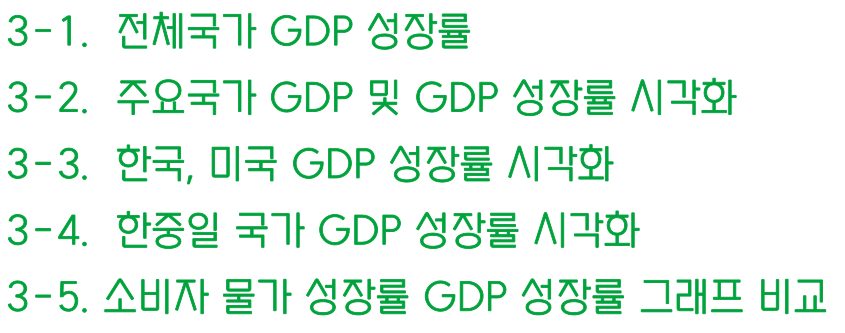 3-1. 전체국가 GDP 성장률
3-2. 주요국가 GDP 및 GDP 성장률 시각화
3-3. 한국, 미국 GDP 성장률 시각화
3-4. 한중일 국가 GDP 성장률 시각화
3-5. 소비자 물가 성장률 GDP 성장률 그래프 비교